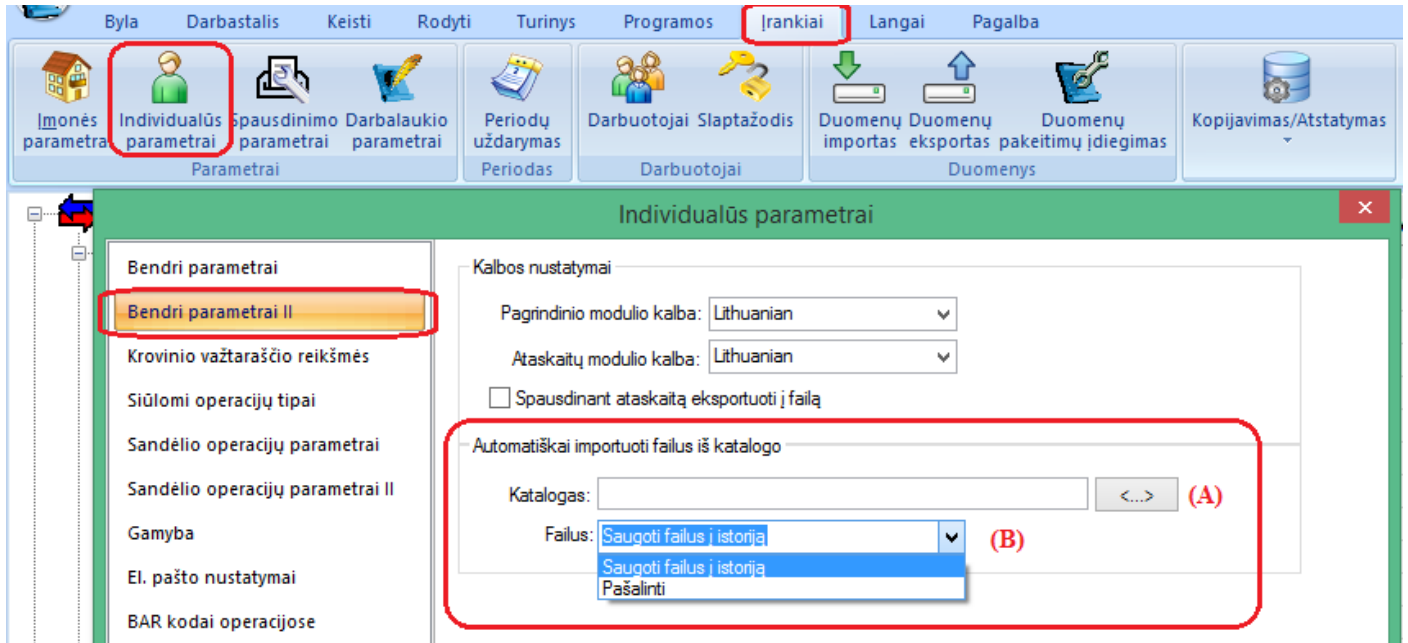 Byla Darbastalis Keisti Rodyti Turinys Programos Įrankiai Langai Pagalba
Įmonės Individualūs Spausdinimo Darbalaukio Periodų Darbuotojai Slaptažodis Duomenų Duomenų Duomenų Kopijavimas/Atstatymas
parametrai parametrai parametrai parametrai uždarymas importas eksportas pakeitimų įdiegimas
Parametrai Periodas Darbuotojai Duomenys
Individualūs parametrai
Bendri parametrai
Bendri parametrai II
Krovinio važtaraščio reikšmės
Siūlomi operacijų tipai
Sandėlio operacijų parametrai
Sandėlio operacijų parametrai II
Gamyba
El. pašto nustatymai
BAR kodai operacijose
Kalbos nustatymai
Pagrindinio modulio kalba: Lithuanian
Ataskaitų modulio kalba: Lithuanian
Spausdinant ataskaitą eksportuoti į failą
Automatiškai importuoti failus iš katalogo
Katalogas: <...> (A)
Failus: Saugoti failus į istoriją (B)
Saugoti failus į istoriją
Pašalinti